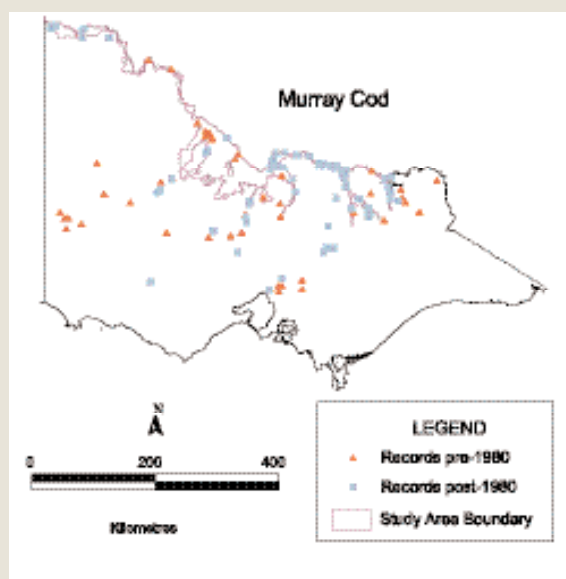 Murray Cod
N
0 200 400
Kilometres
LEGEND
Records pre-1980
Records post-1980
Study Area Boundary